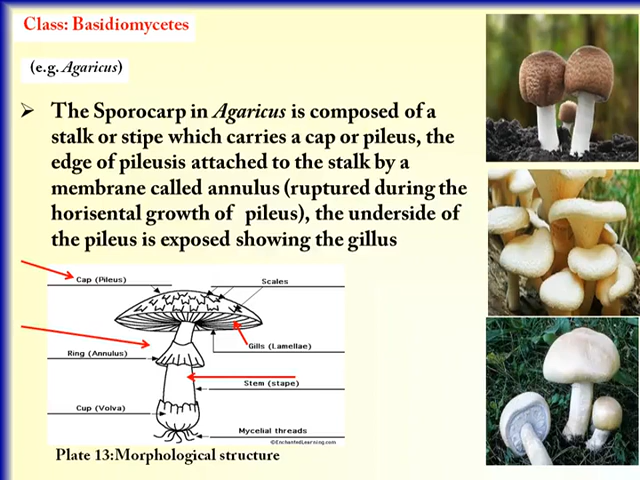 Class: Basidiomycetes
(e.g. Agaricus)
The Sporocarp in Agaricus is composed of a
stalk or stipe which carries a cap or pileus, the
edge of pileusis attached to the stalk by a
membrane called annulus (ruptured during the
horisental growth of pileus), the underside of
the pileus is exposed showing the gillus
Cap (Pileus)
Scales
Gills (Lamellae)
Ring (Annulus)
Stem (stape)
Cup (Volva)
Mycelial threads
©EnchantedLearning.com
Plate 13:Morphological structure